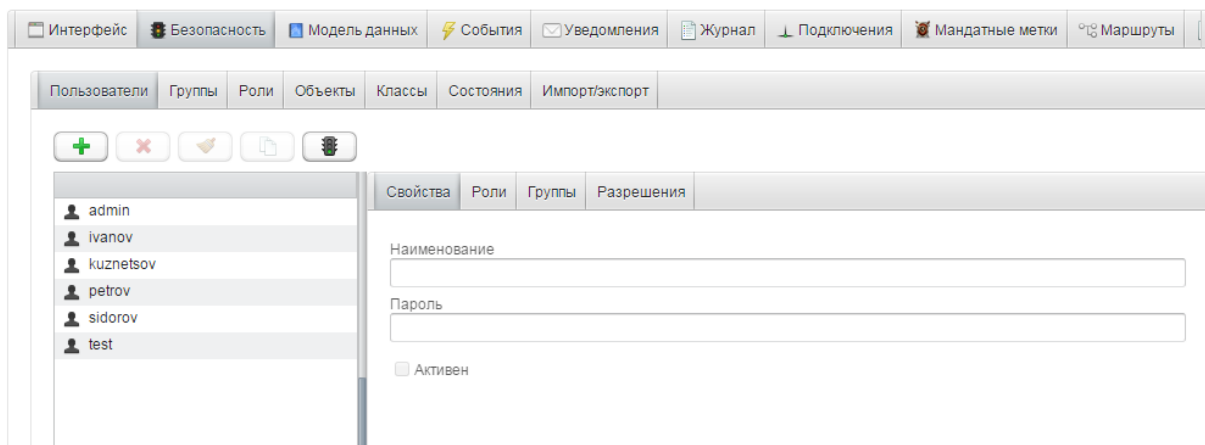 Интерфейс Безопасность Модель данных События Уведомления Журнал Подключения Мандатные метки Маршруты
Пользователи Группы Роли Объекты Классы Состояния Импорт/экспорт
Свойства Роли Группы Разрешения
admin
ivanov
kuznetsov
petrov
sidorov
test
Наименование
Пароль
Активен